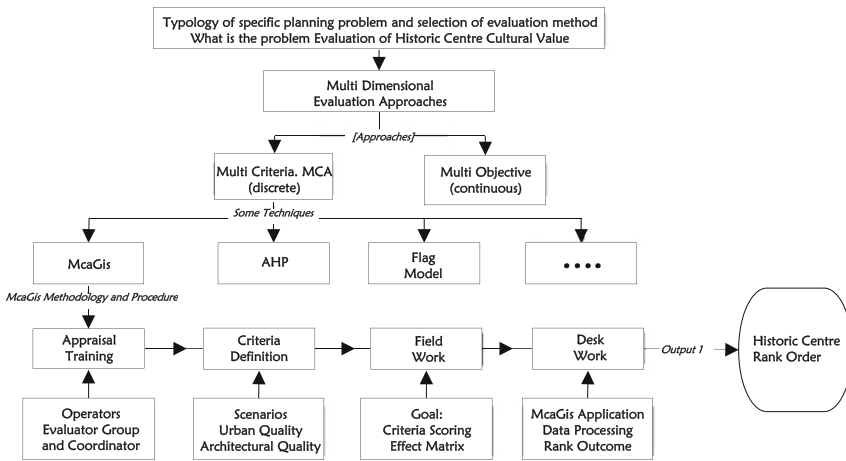 Typology of specific planning problem and selection of evaluation method
What is the problem Evaluation of Historic Centre Cultural Value
Multi Dimensional
Evaluation Approaches
[Approaches]
Multi Criteria. MCA
(discrete)
Multi Objective
(continuous)
Some Techniques
McaGis
AHP
Flag
Model
••••
McaGis Methodology and Procedure
Appraisal
Training
Criteria
Definition
Field
Work
Desk
Work
Output 1
Historic Centre
Rank Order
Operators
Evaluator Group
and Coordinator
Scenarios
Urban Quality
Architectural Quality
Goal:
Criteria Scoring
Effect Matrix
McaGis Application
Data Processing
Rank Outcome